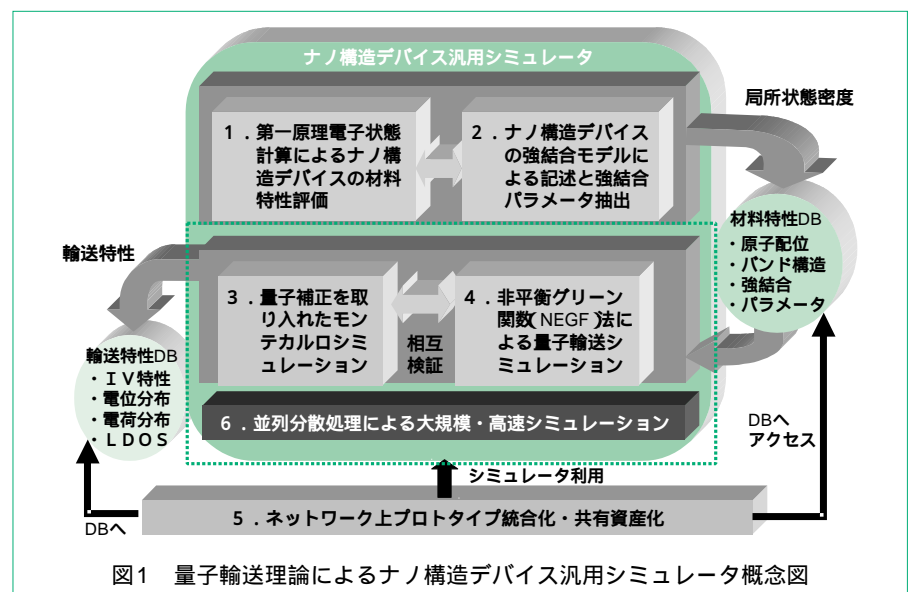 ナノ構造デバイス汎用シミュレータ
局所状態密度
1．第一原理電子状態
計算によるナノ構
造デバイスの材料
特性評価
2．ナノ構造デバイス
の強結合モデルに
よる記述と強結合
パラメータ抽出
材料特性DB
・原子配位
・バンド構造
・強結合
・パラメータ
輸送特性
3．量子補正を取
り入れたモン
テカルロシミ
ュレーション
相互
検証
4．非平衡グリーン
関数(NEGF)法に
よる量子輸送シ
ミュレーション
輸送特性DB
・ＩＶ特性
・電位分布
・電荷分布
・ＬＤＯＳ
6．並列分散処理による大規模・高速シミュレーション
DBへ
アクセス
シミュレータ利用
5．ネットワーク上プロトタイプ統合化・共有資産化
DBへ
図1　量子輸送理論によるナノ構造デバイス汎用シミュレータ概念図